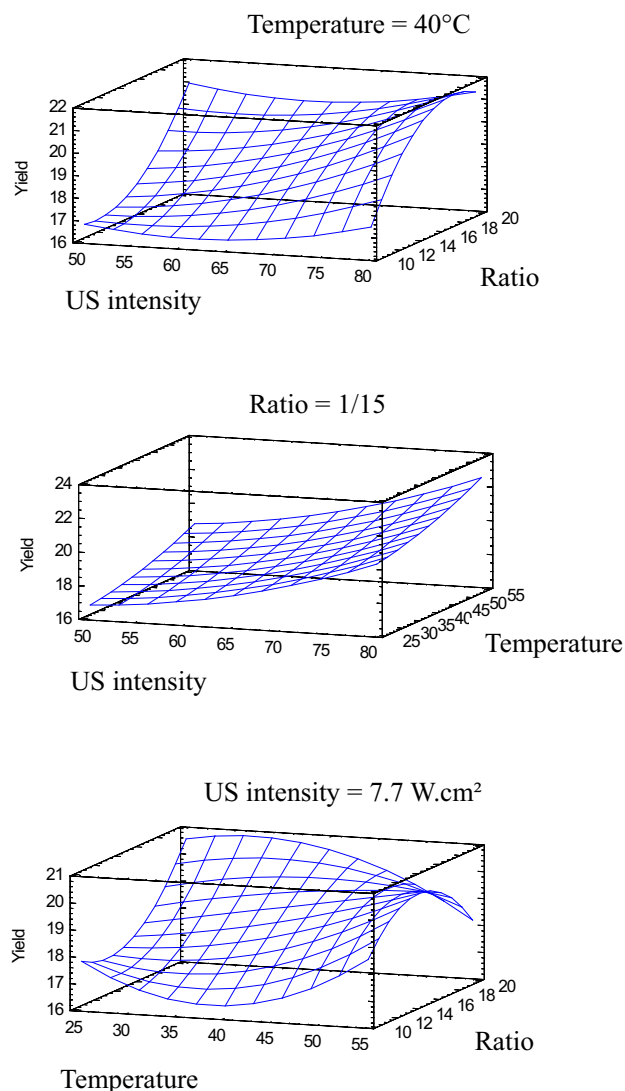 Temperature = 40°C
22
21
20
19
18
17
16
Yield
50 55 60 65 70 75 80
10 12 14 16 18 20
US intensity
Ratio
Ratio = 1/15
24
22
20
18
16
Yield
50 55 60 65 70 75 80
25 30 35 40 45 50 55
US intensity
Temperature
US intensity = 7.7 W.cm²
21
20
19
18
17
16
Yield
25 30 35 40 45 50 55
10 12 14 16 18 20
Temperature
Ratio